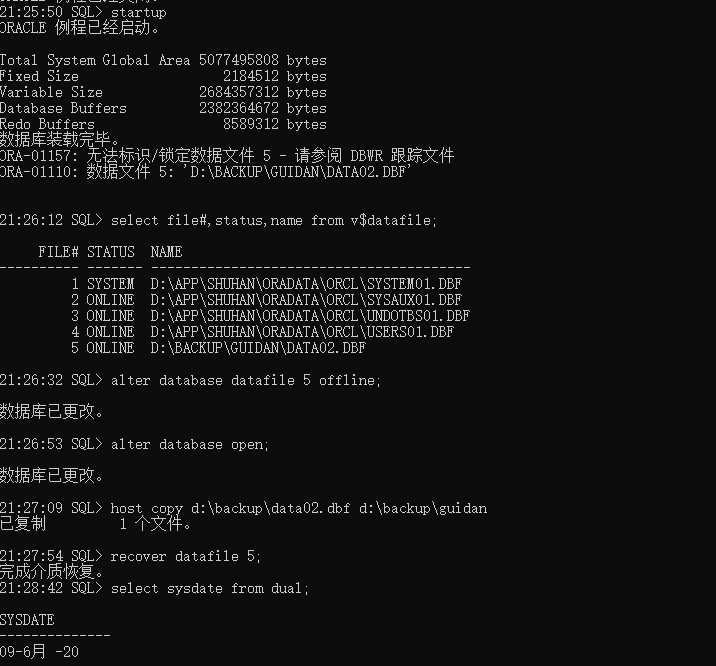 21:25:50 SQL> startup
ORACLE 例程已经启动。
Total System Global Area 5077495808 bytes
Fixed Size 2184512 bytes
Variable Size 2684357312 bytes
Database Buffers 2382364672 bytes
Redo Buffers 8589312 bytes
数据库装载完毕。
ORA-01157: 无法标识/锁定数据文件 5 - 请参阅 DBWR 跟踪文件
ORA-01110: 数据文件 5: 'D:\BACKUP\GUIDAN\DATA02.DBF'
21:26:12 SQL> select file#,status,name from v$datafile;
FILE# STATUS NAME
---------- ------- ----------------------------------------
1 SYSTEM D:\APP\SHUHAN\ORADATA\ORCL\SYSTEM01.DBF
2 ONLINE D:\APP\SHUHAN\ORADATA\ORCL\SYSAUX01.DBF
3 ONLINE D:\APP\SHUHAN\ORADATA\ORCL\UNDOTBS01.DBF
4 ONLINE D:\APP\SHUHAN\ORADATA\ORCL\USERS01.DBF
5 ONLINE D:\BACKUP\GUIDAN\DATA02.DBF
21:26:32 SQL> alter database datafile 5 offline;
数据库已更改。
21:26:53 SQL> alter database open;
数据库已更改。
21:27:09 SQL> host copy d:\backup\data02.dbf d:\backup\guidan
已复制 1 个文件。
21:27:54 SQL> recover datafile 5;
完成介质恢复。
21:28:42 SQL> select sysdate from dual;
SYSDATE
--------------
09-6月 -20